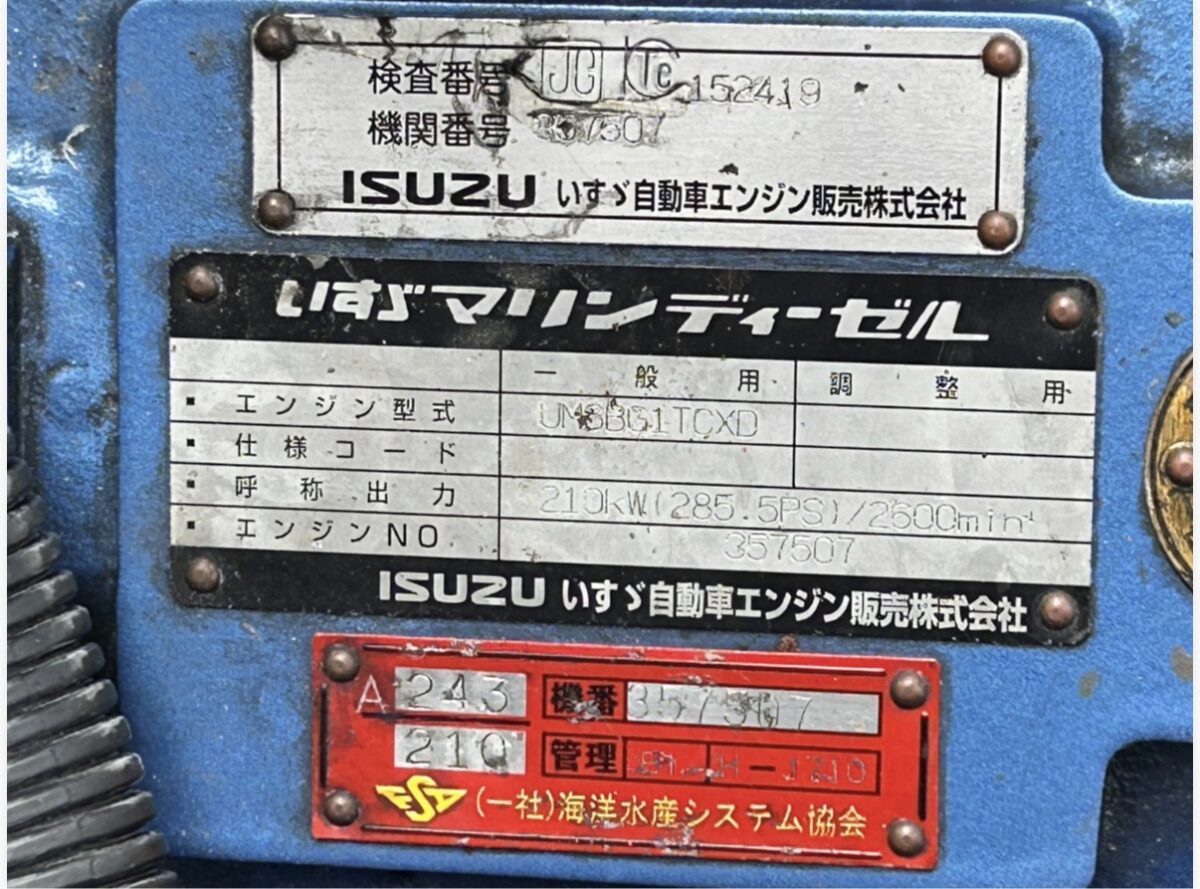 検査番号 JC Tc 152419
機関番号 357507
ISUZU いすゞ自動車エンジン販売株式会社
いすゞマリンディーゼル
一般用 調整用
・エンジン型式 UM6BG1TCXD
・仕様コード
・呼称出力 210kW(285.5PS)/2600min⁻¹
・エンジンNO 357507
ISUZU いすゞ自動車エンジン販売株式会社
A-243 機番 357507
210 管理 H-1210
FSA (一社)海洋水産システム協会